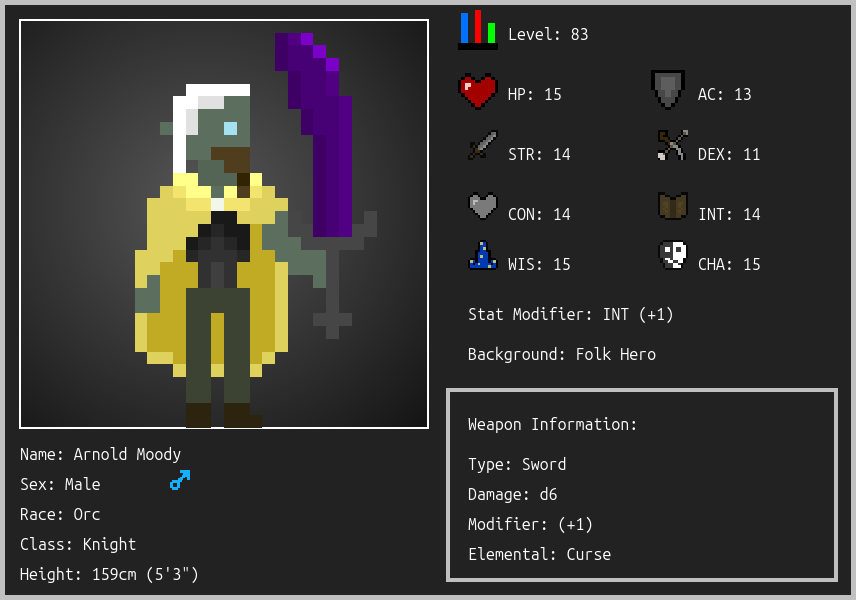 Level: 83
HP: 15
AC: 13
STR: 14
DEX: 11
CON: 14
INT: 14
WIS: 15
CHA: 15
Stat Modifier: INT (+1)
Background: Folk Hero
Weapon Information:
Type: Sword
Damage: d6
Modifier: (+1)
Elemental: Curse
Name: Arnold Moody
Sex: Male
Race: Orc
Class: Knight
Height: 159cm (5'3")